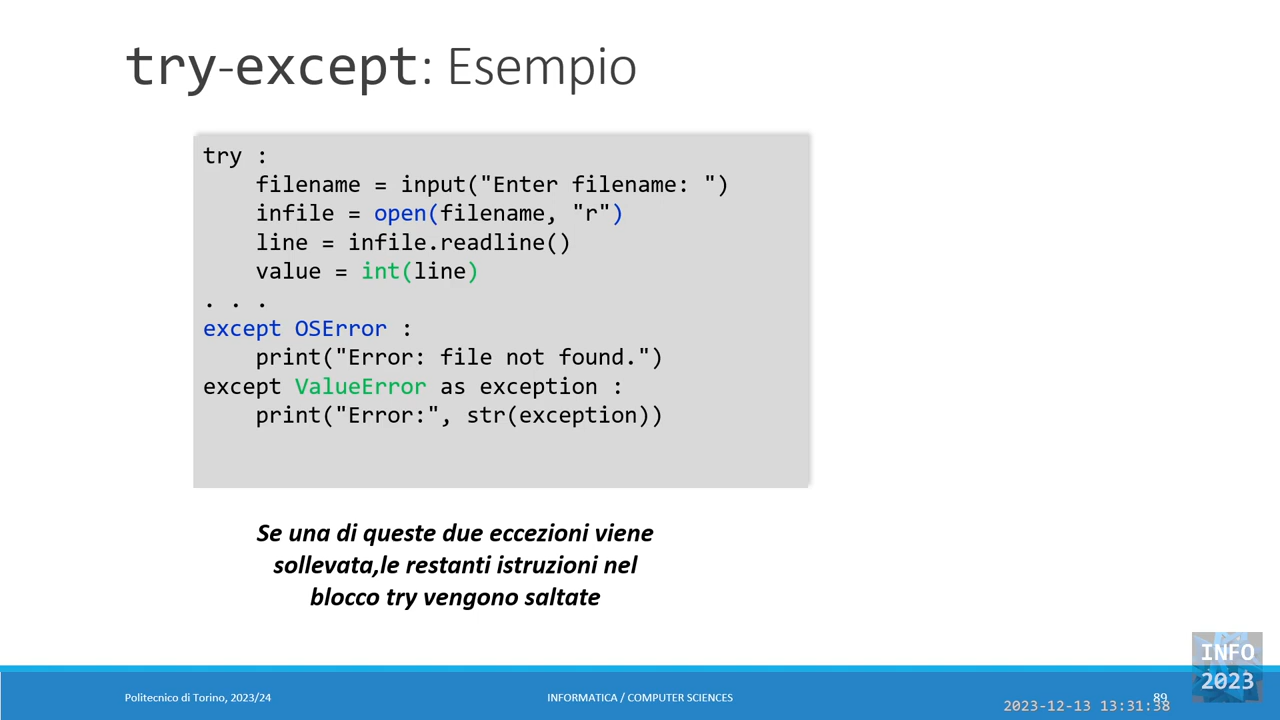 try-except: Esempio
try :
    filename = input("Enter filename: ")
    infile = open(filename, "r")
    line = infile.readline()
    value = int(line)
. . .
except OSError :
    print("Error: file not found.")
except ValueError as exception :
    print("Error:", str(exception))
Se una di queste due eccezioni viene
sollevata,le restanti istruzioni nel
blocco try vengono saltate
INFO
2023
Politecnico di Torino, 2023/24
INFORMATICA / COMPUTER SCIENCES
89
2023-12-13 13:31:38